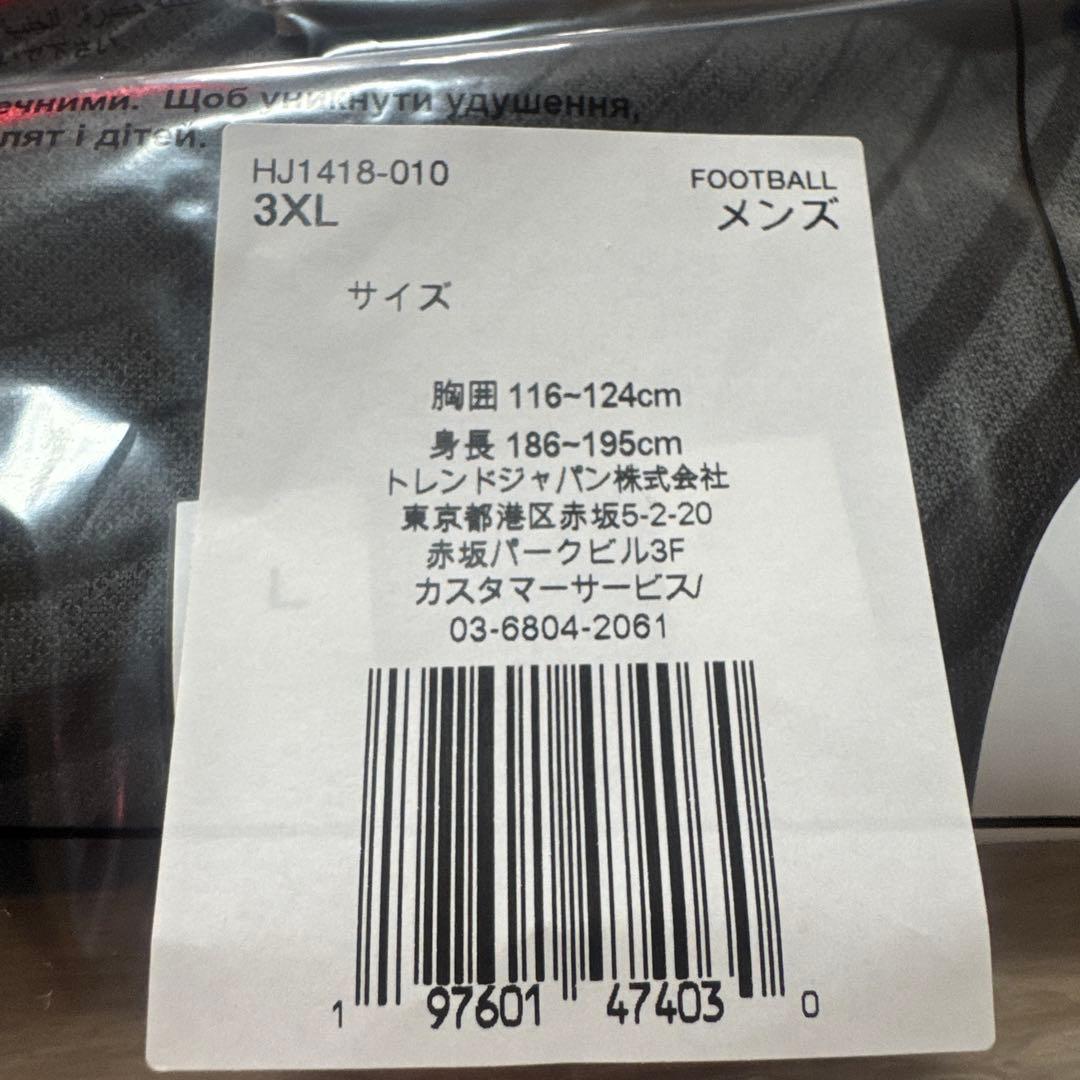 ечними. Щоб уникнути удушення,
лят і дітей.
HJ1418-010
FOOTBALL
3XL
メンズ
サイズ
胸囲 116~124cm
身長 186~195cm
トレンドジャパン株式会社
東京都港区赤坂5-2-20
赤坂パークビル3F
カスタマーサービス/
03-6804-2061
L
1 97601 47403 0